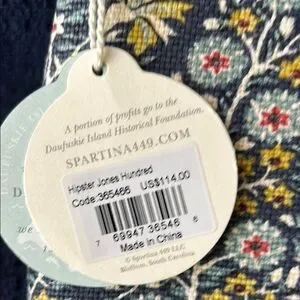 A portion of profits go to the
Daufuskie Island Historical Foundation.
SPARTINA449.COM
Hipster Jones Hundred
Code:365466 US$114.00
7 69947 36546 6
Made in China
© Spartina 449 LLC
Bluffton, South Carolina